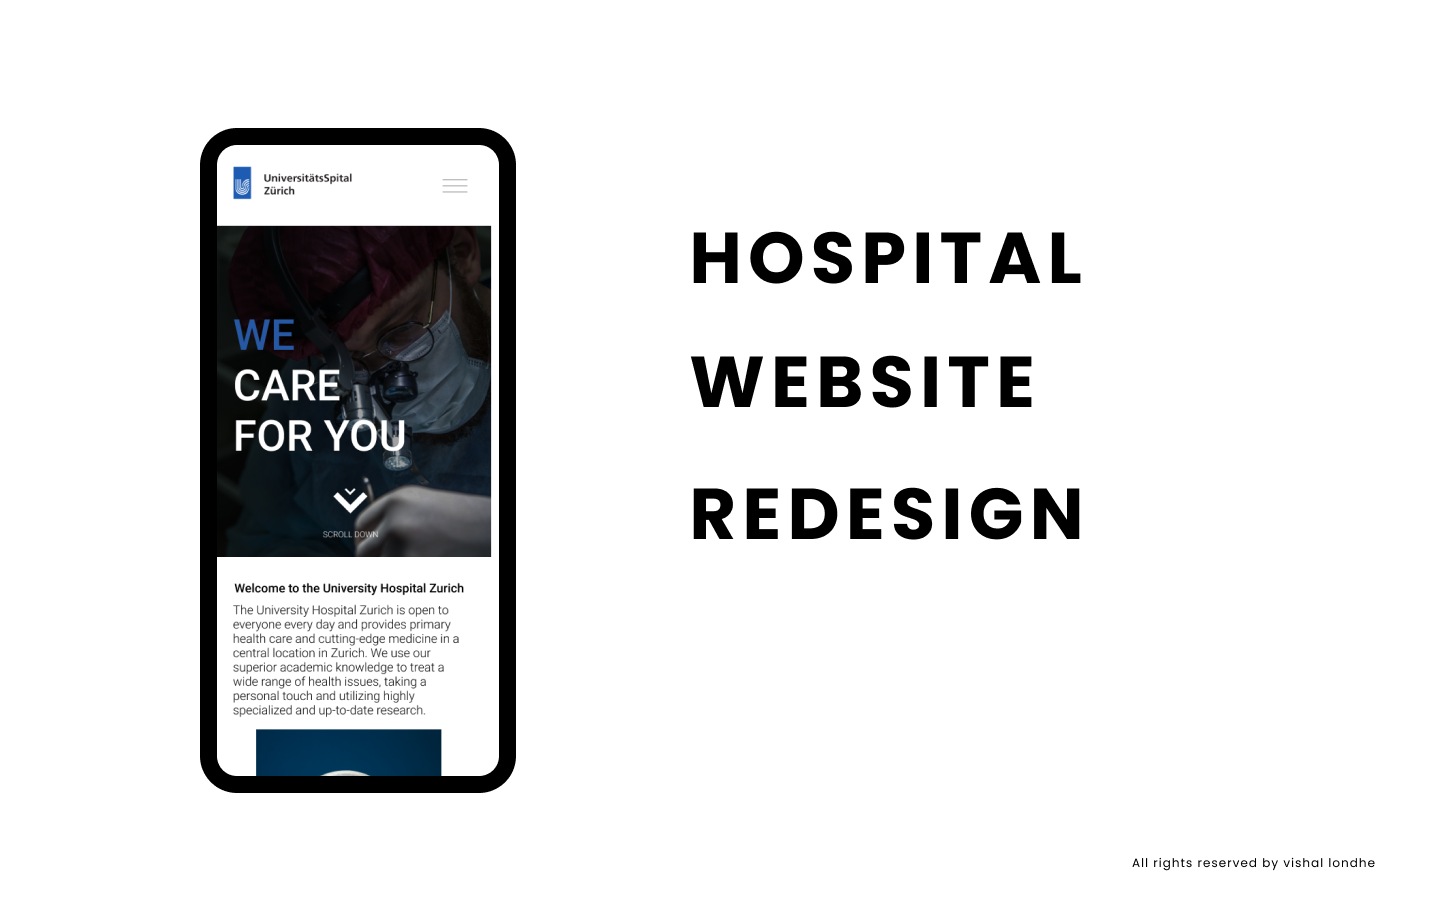 UniversitätsSpital
Zürich
WE
CARE
FOR YOU
SCROLL DOWN
Welcome to the University Hospital Zurich
The University Hospital Zurich is open to
everyone every day and provides primary
health care and cutting-edge medicine in a
central location in Zurich. We use our
superior academic knowledge to treat a
wide range of health issues, taking a
personal touch and utilizing highly
specialized and up-to-date research.
HOSPITAL
WEBSITE
REDESIGN
All rights reserved by vishal londhe